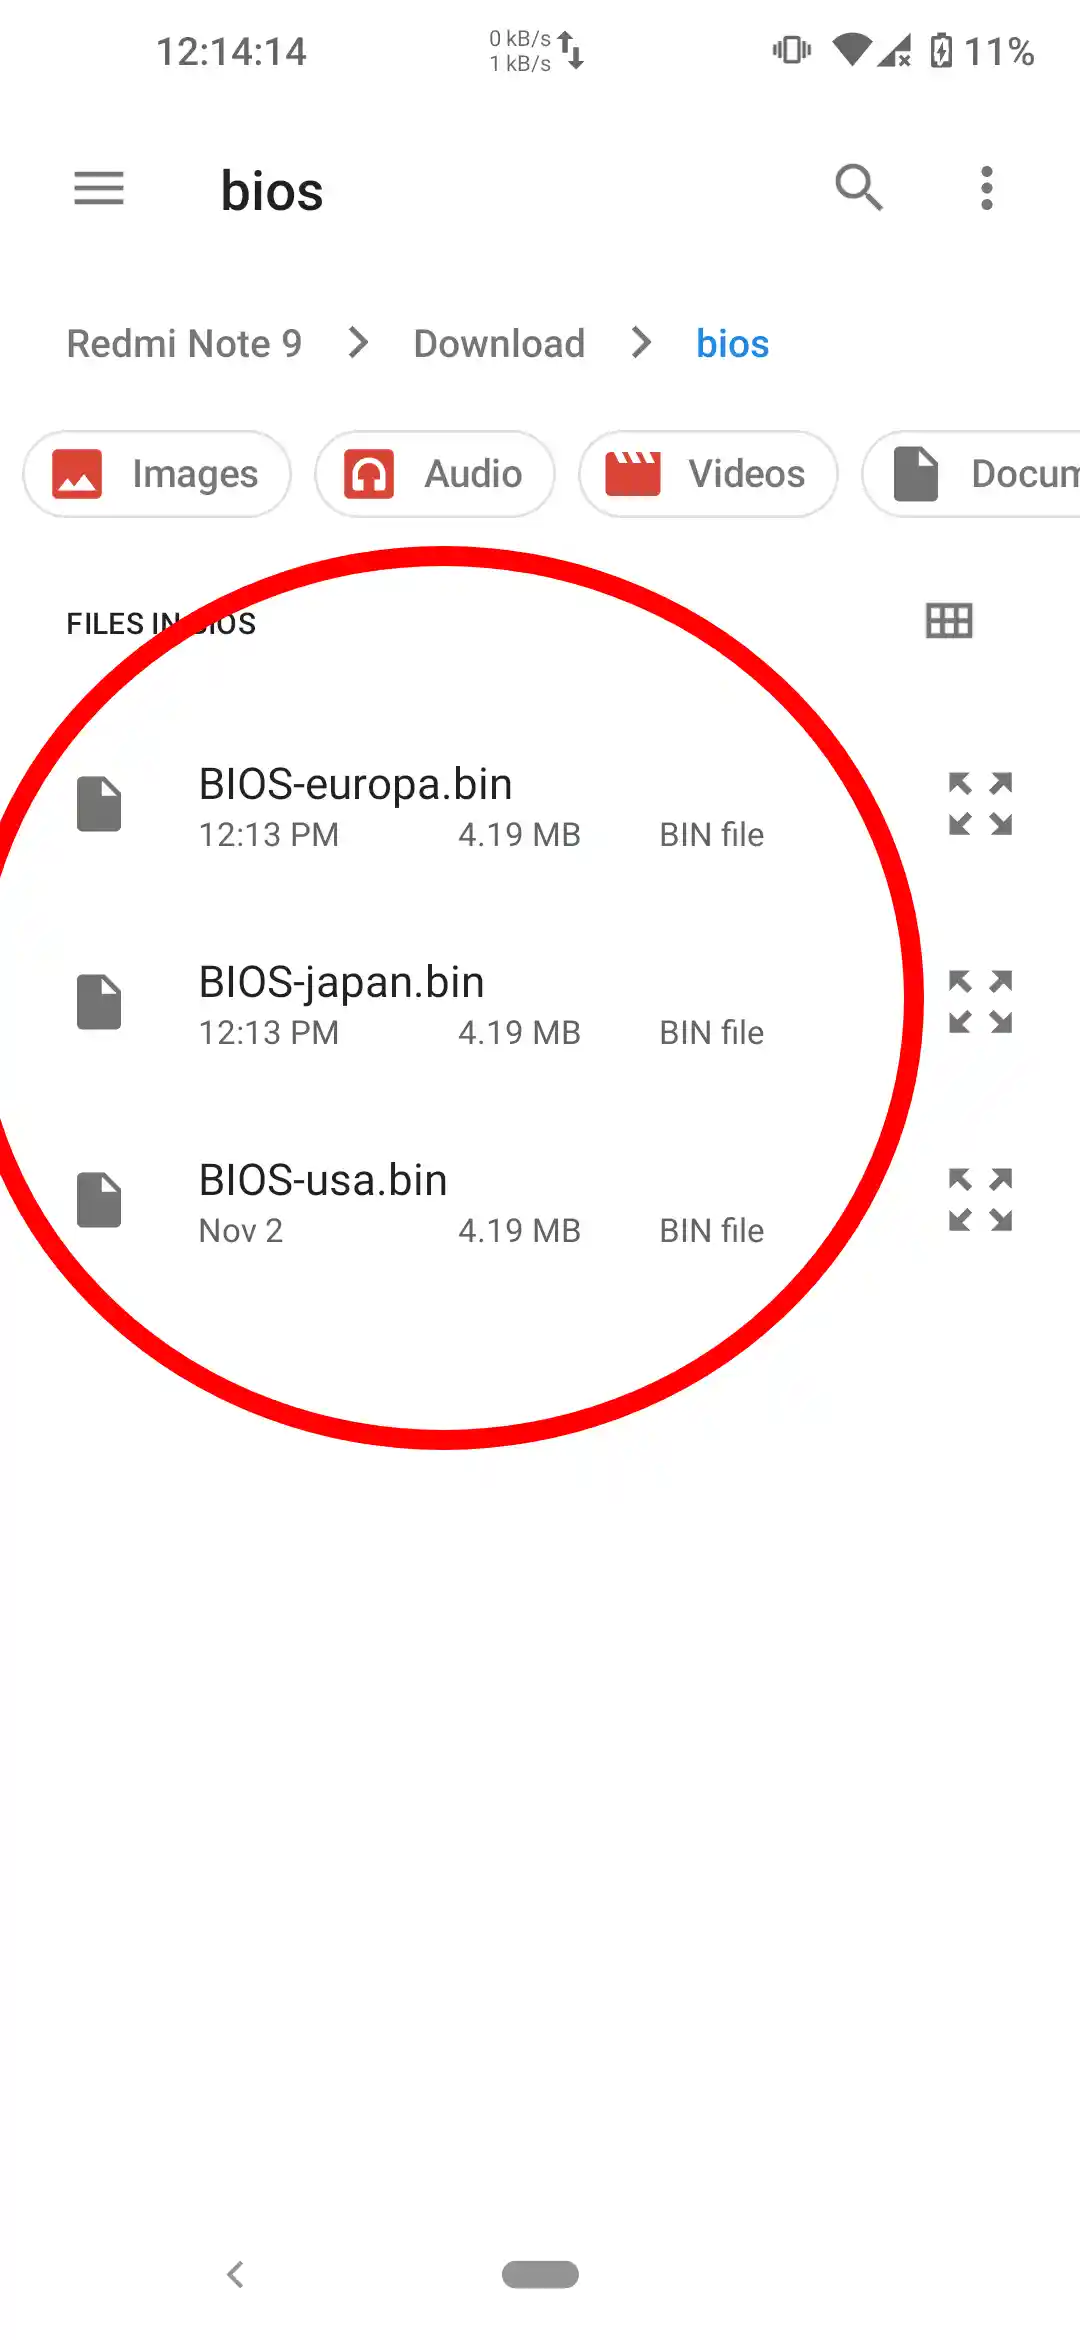 12:14:14
0 kB/s
1 kB/s
11%
bios
Redmi Note 9 > Download > bios
Images Audio Videos Docum
FILES IN BIOS
BIOS-europa.bin
12:13 PM 4.19 MB BIN file
BIOS-japan.bin
12:13 PM 4.19 MB BIN file
BIOS-usa.bin
Nov 2 4.19 MB BIN file